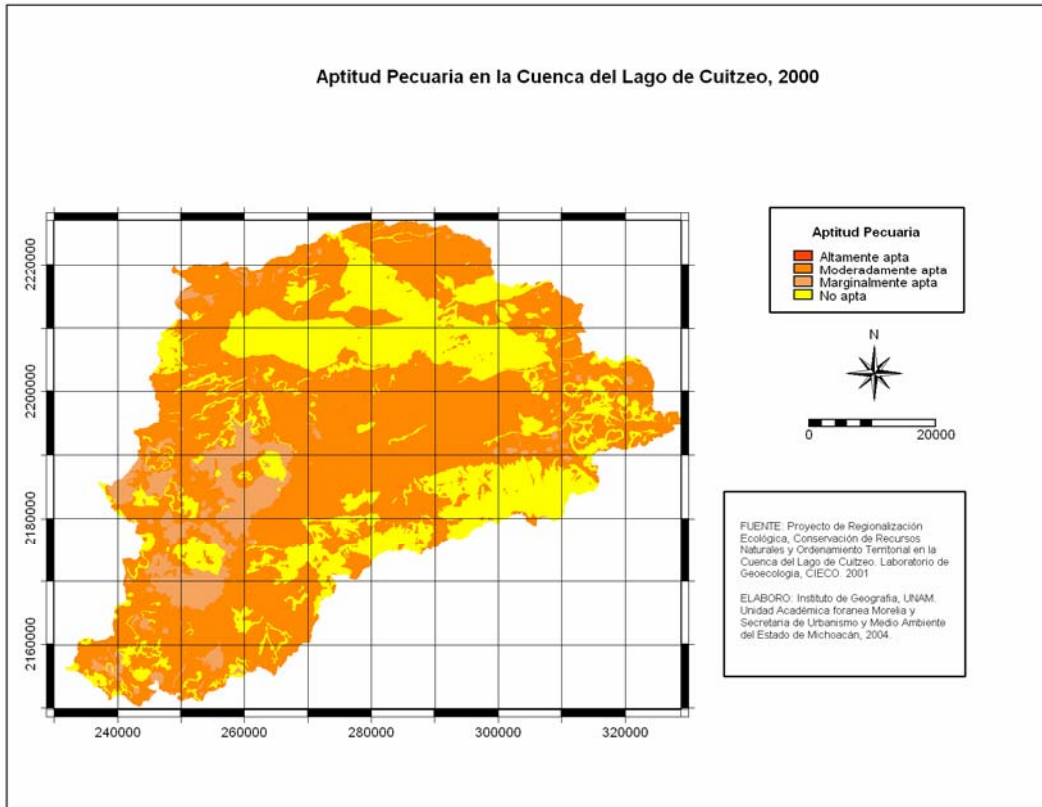 Aptitud Pecuaria en la Cuenca del Lago de Cuitzeo, 2000
Aptitud Pecuaria
Altamente apta
Moderadamente apta
Marginalmente apta
No apta
N
0 20000
FUENTE: Proyecto de Regionalización
Ecológica, Conservación de Recursos
Naturales y Ordenamiento Territorial en la
Cuenca del Lago de Cuitzeo. Laboratorio de
Geoecologia, CIECO. 2001
ELABORO: Instituto de Geografia, UNAM.
Unidad Académica foranea Morelia y
Secretaria de Urbanismo y Medio Ambiente
del Estado de Michoacán, 2004.
2220000
2200000
2180000
2160000
240000 260000 280000 300000 320000